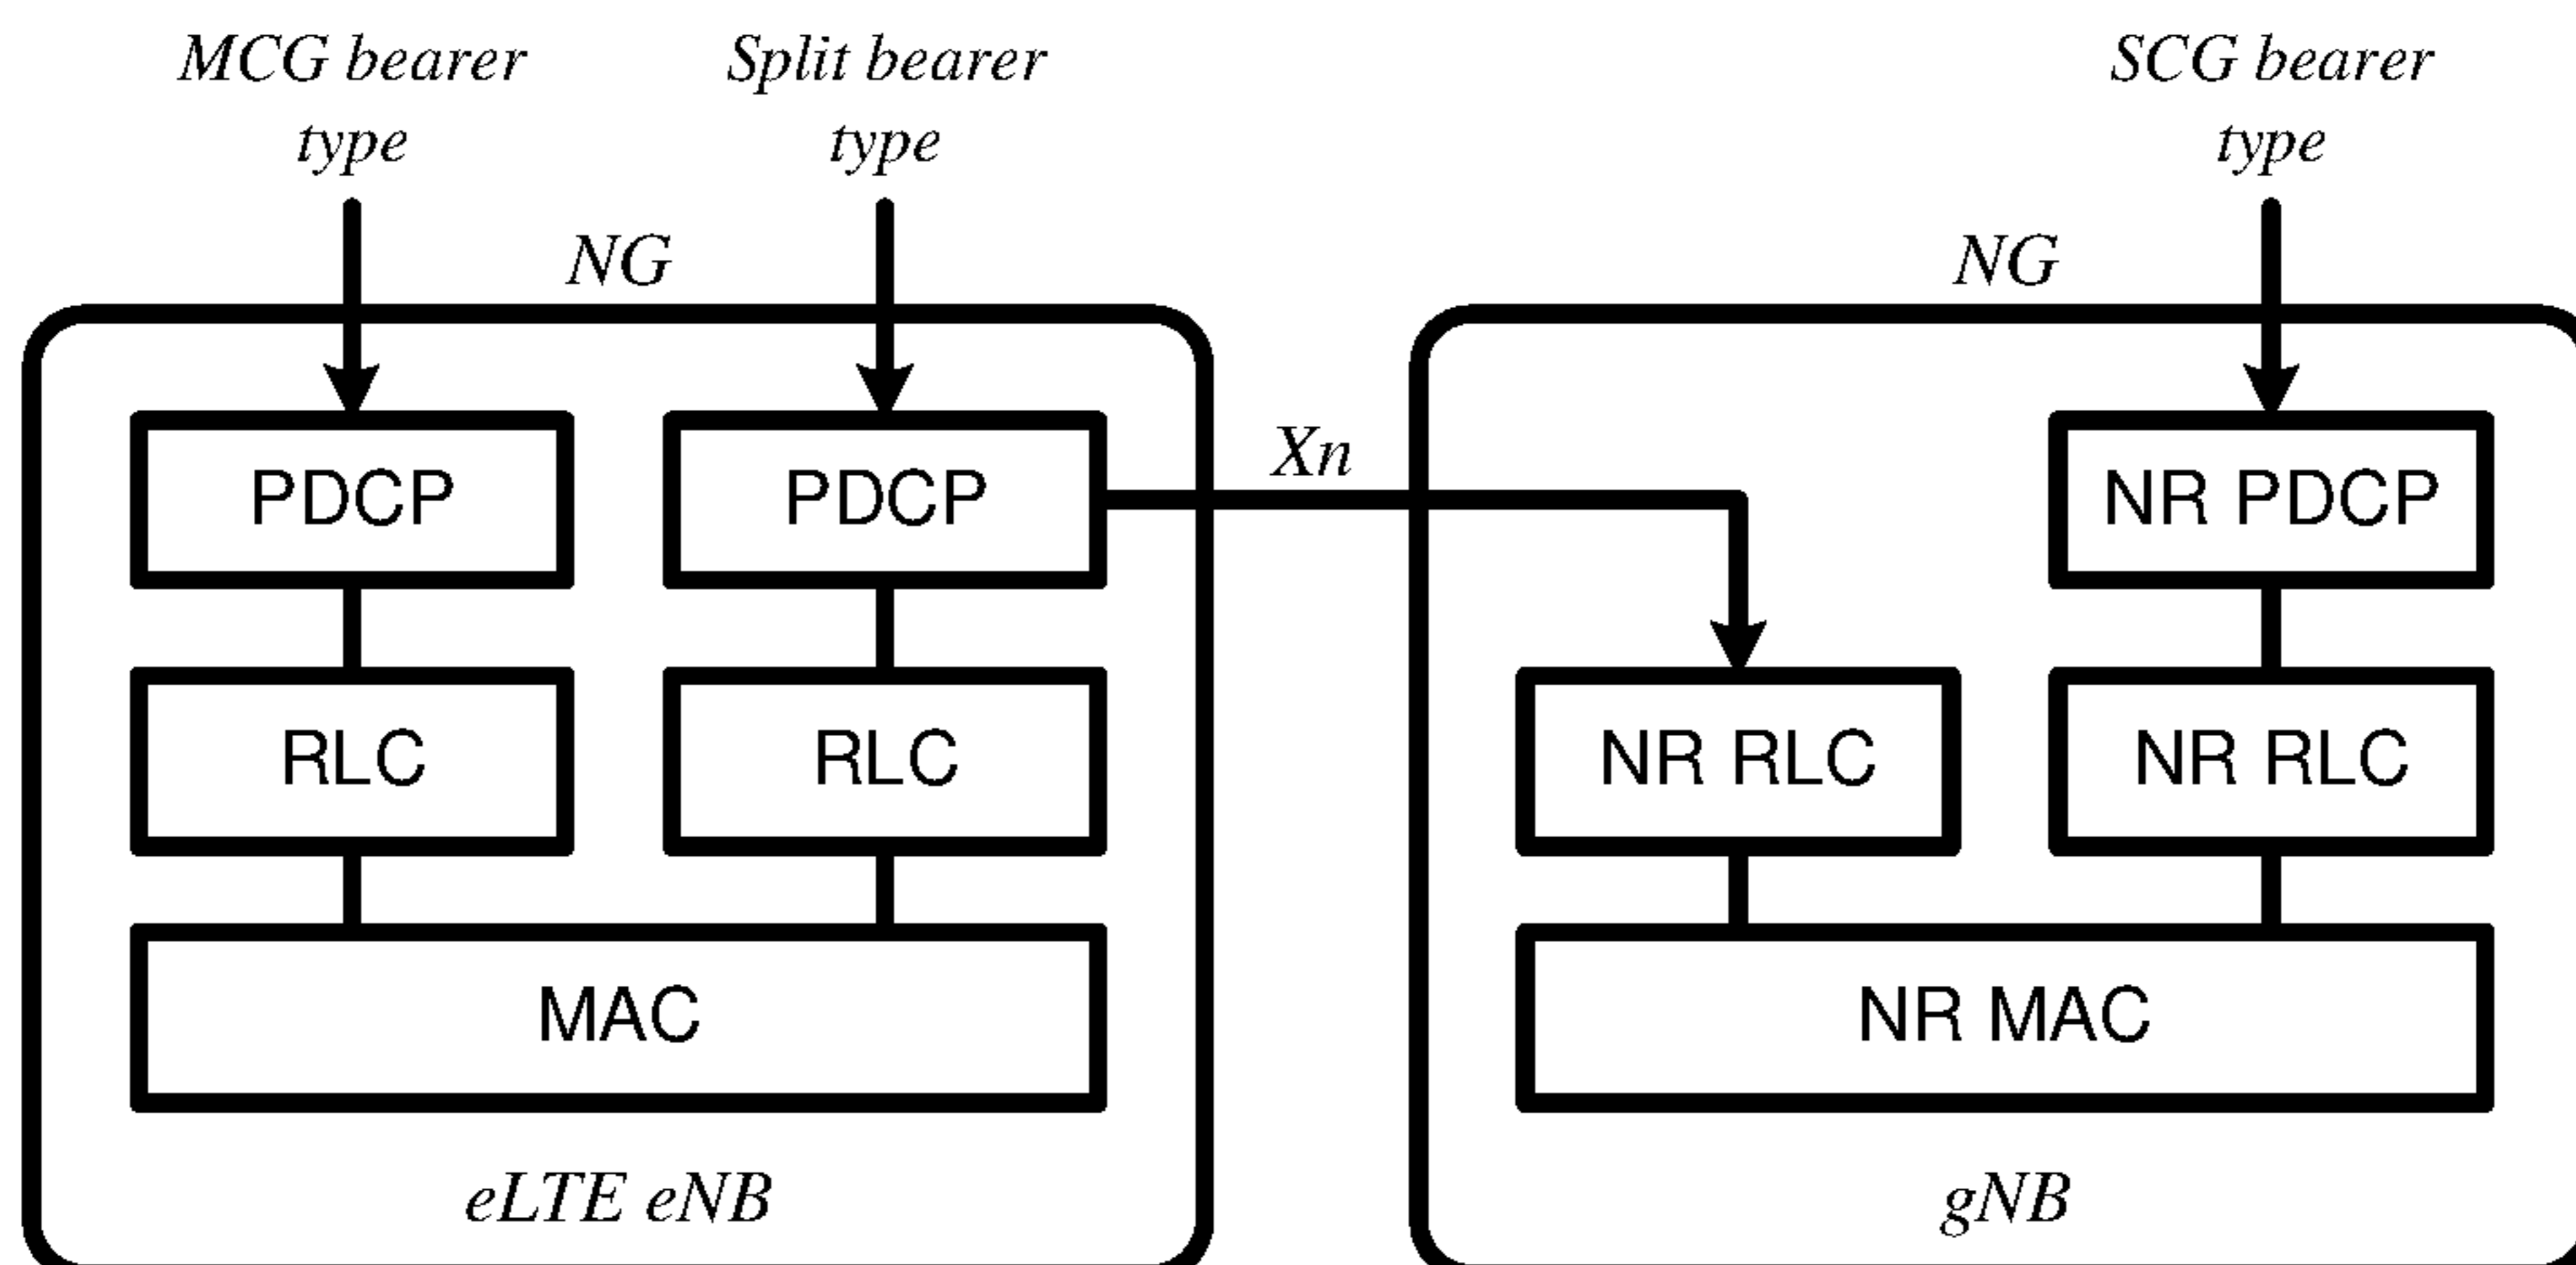 MCG bearer
type
Split bearer
type
SCG bearer
type
NG
NG
PDCP
PDCP
Xn
NR PDCP
RLC
RLC
NR RLC
NR RLC
MAC
NR MAC
eLTE eNB
gNB